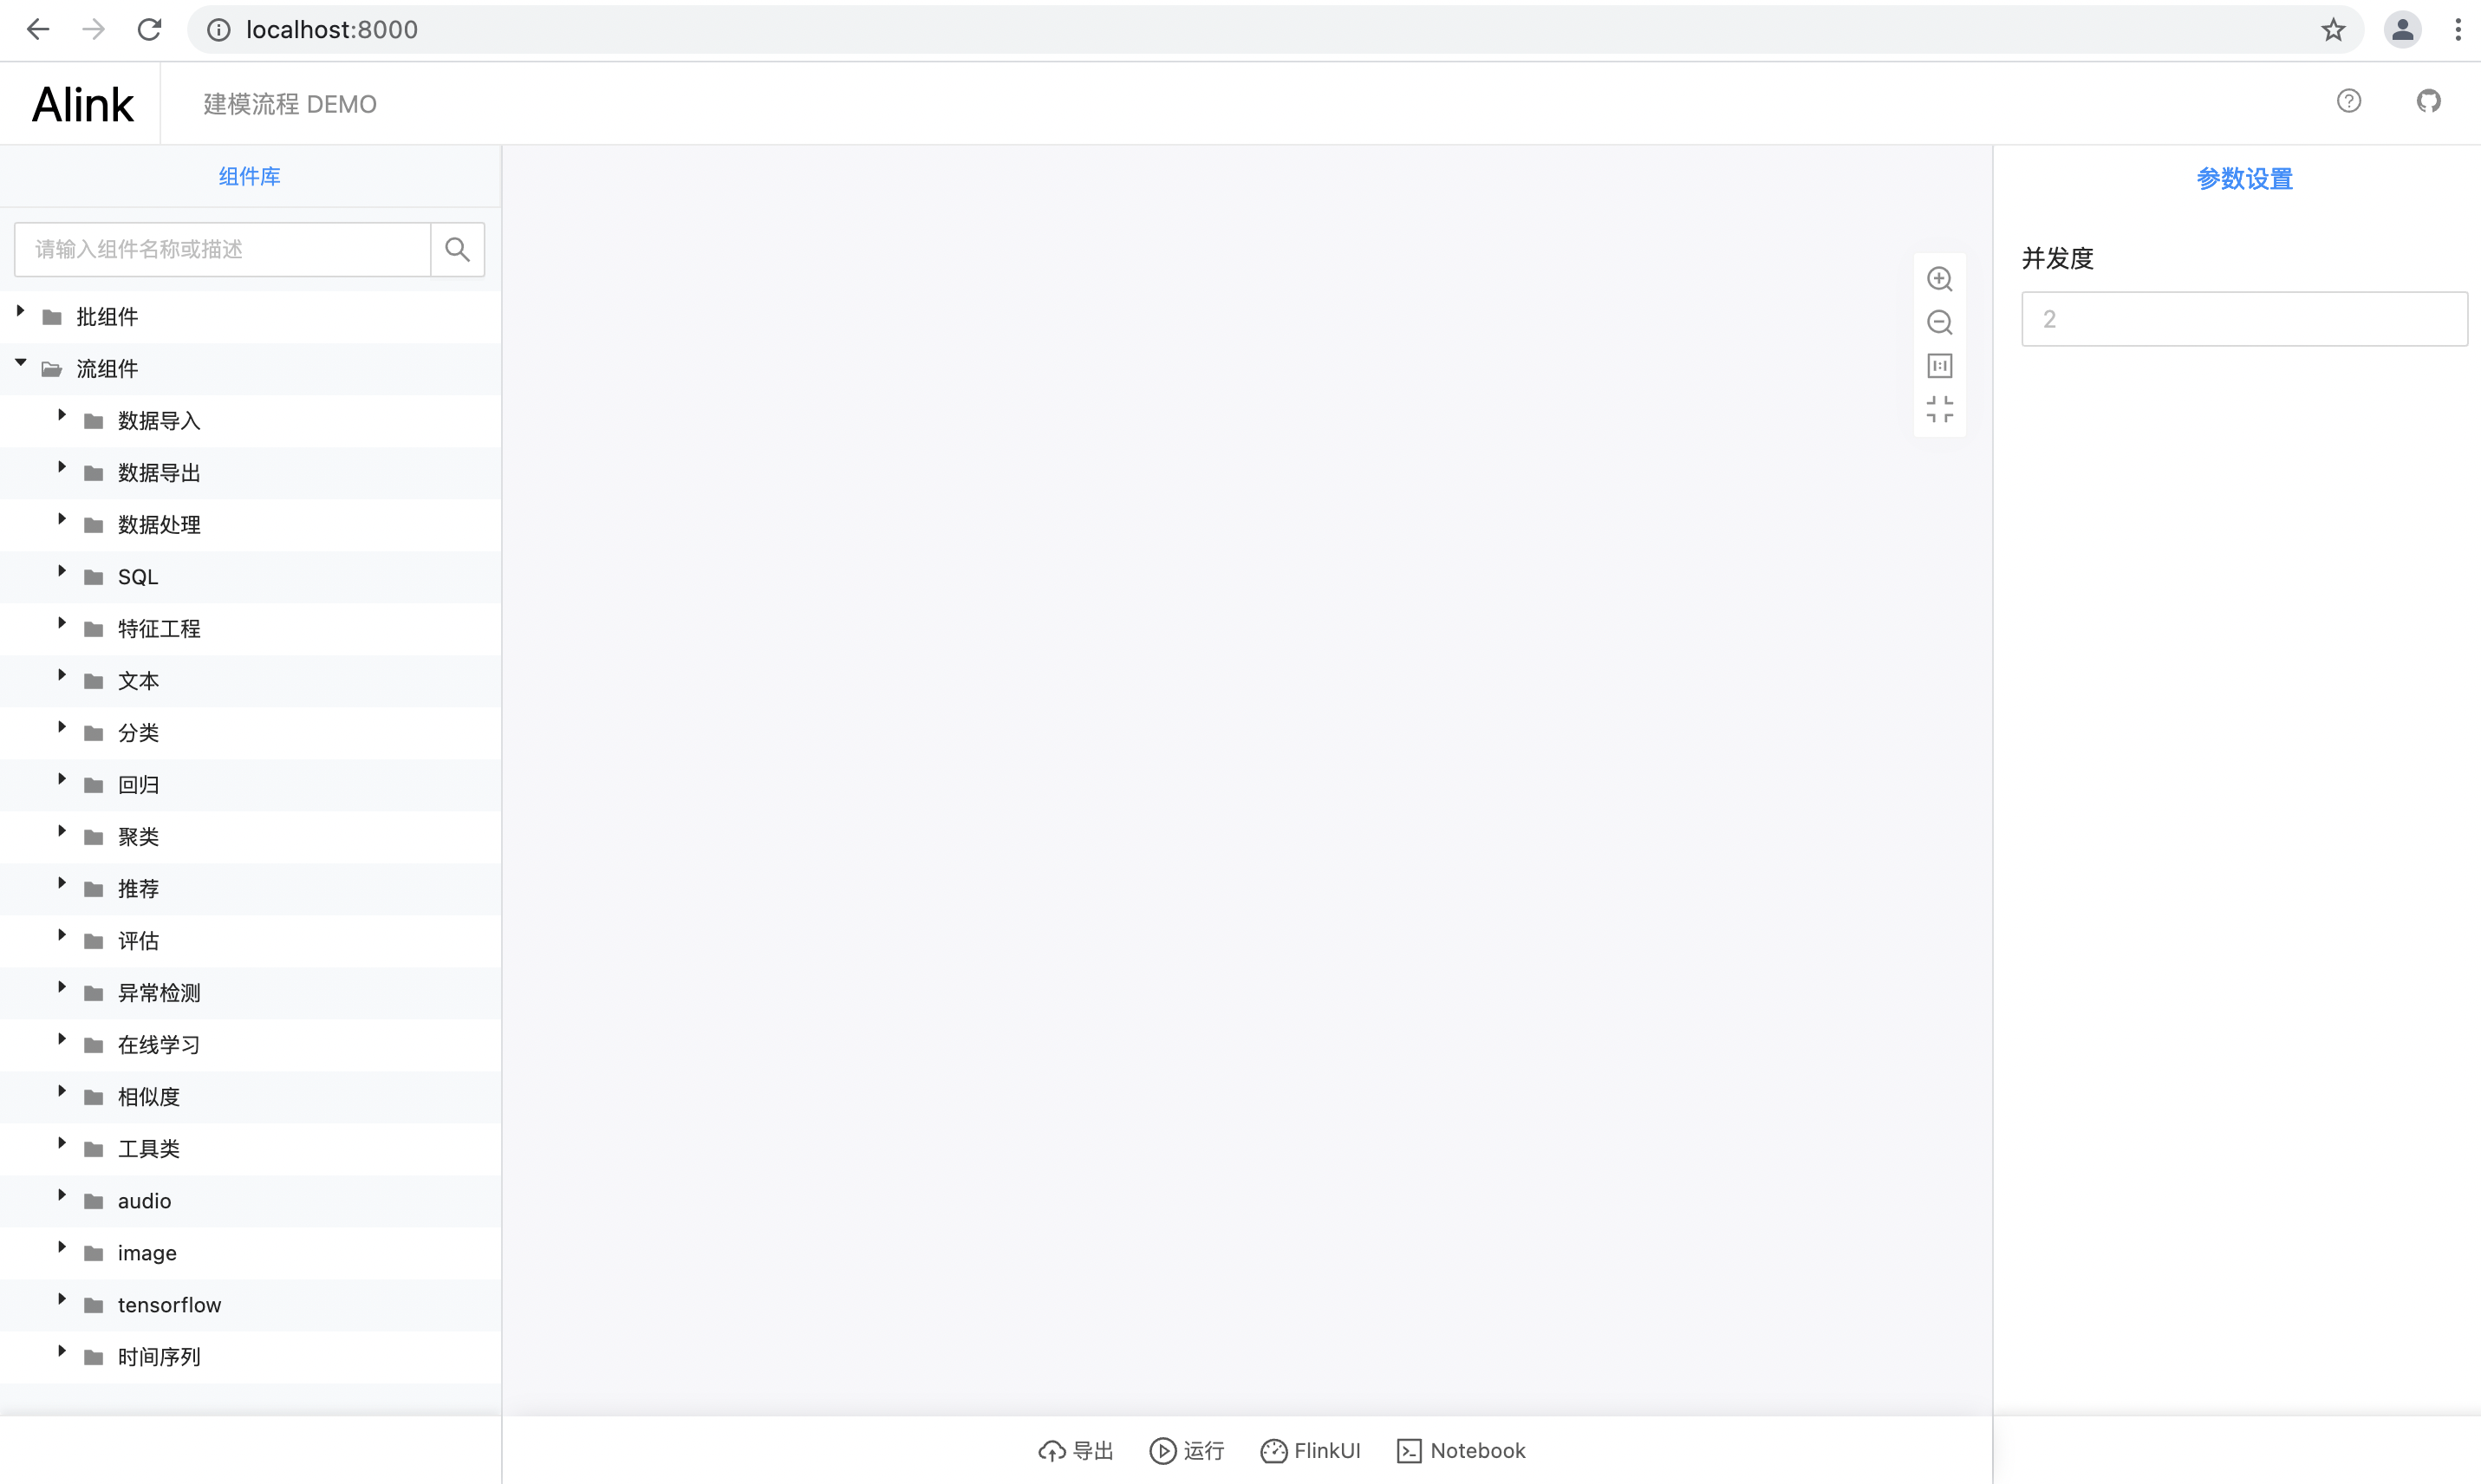 localhost:8000
Alink
建模流程 DEMO
组件库
请输入组件名称或描述
批组件
流组件
数据导入
数据导出
数据处理
SQL
特征工程
文本
分类
回归
聚类
推荐
评估
异常检测
在线学习
相似度
工具类
audio
image
tensorflow
时间序列
1:1
参数设置
并发度
2
导出 运行 FlinkUI Notebook